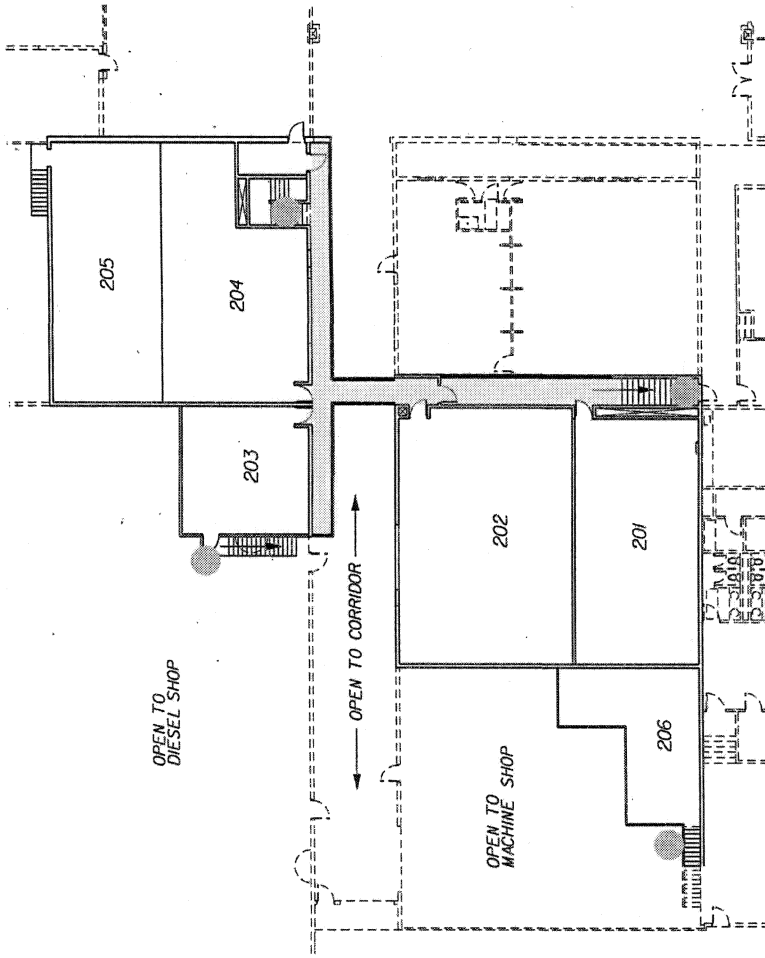 205
204
203
202
201
206
OPEN TO CORRIDOR
OPEN TO
DIESEL SHOP
OPEN TO
MACHINE SHOP